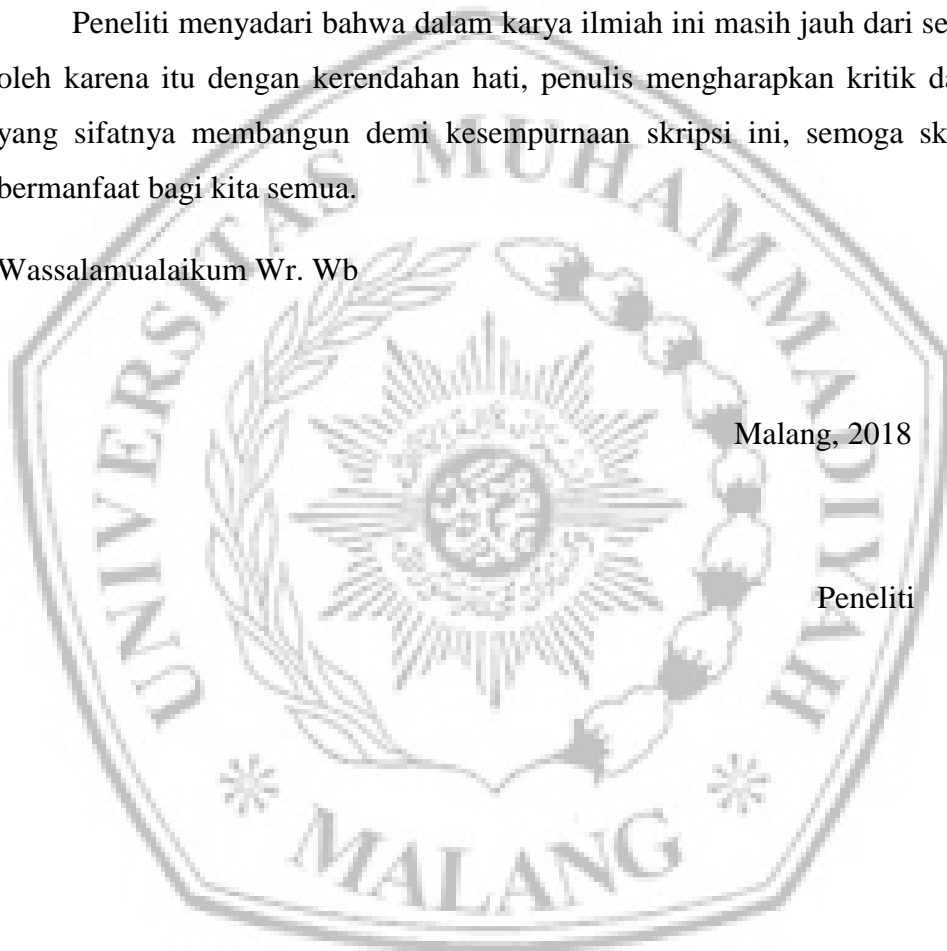 Peneliti menyadari bahwa dalam karya ilmiah ini masih jauh dari se
oleh karena itu dengan kerendahan hati, penulis mengharapkan kritik da
yang sifatnya membangun demi kesempurnaan skripsi ini, semoga sk
bermanfaat bagi kita semua.
Wassalamualaikum Wr. Wb
Malang, 2018
Peneliti
UNIVERSITAS MUHAMMADIYAH
MALANG